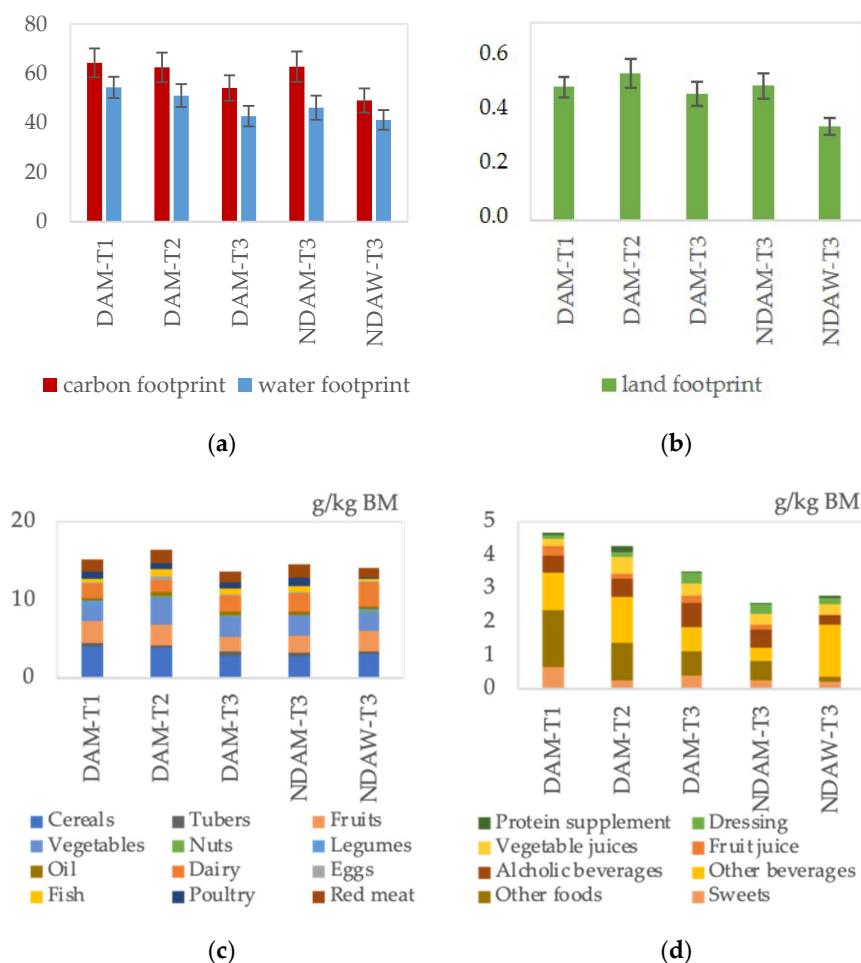 80
60
40
20
0
DAM-T1
DAM-T2
DAM-T3
NDAM-T3
NDAW-T3
carbon footprint water footprint
(a)
0.6
0.4
0.2
0.0
DAM-T1
DAM-T2
DAM-T3
NDAM-T3
NDAW-T3
land footprint
(b)
g/kg BM
20
10
0
DAM-T1
DAM-T2
DAM-T3
NDAM-T3
NDAW-T3
Cereals Tubers Fruits
Vegetables Nuts Legumes
Oil Dairy Eggs
Fish Poultry Red meat
(c)
g/kg BM
5
4
3
2
1
0
DAM-T1
DAM-T2
DAM-T3
NDAM-T3
NDAW-T3
Protein supplement Dressing
Vegetable juices Fruit juice
Alcholic beverages Other beverages
Other foods Sweets
(d)